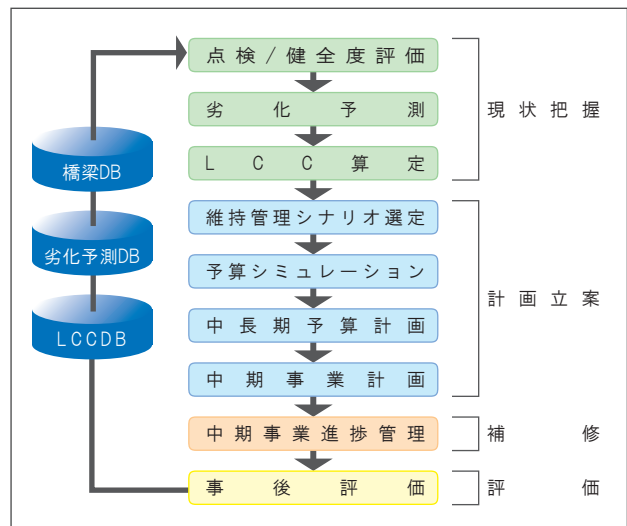 点検/健全度評価
劣化予測
LCC算定
現状把握
維持管理シナリオ選定
予算シミュレーション
中長期予算計画
中期事業計画
計画立案
中期事業進捗管理
補修
事後評価
評価
橋梁DB
劣化予測DB
LCCDB